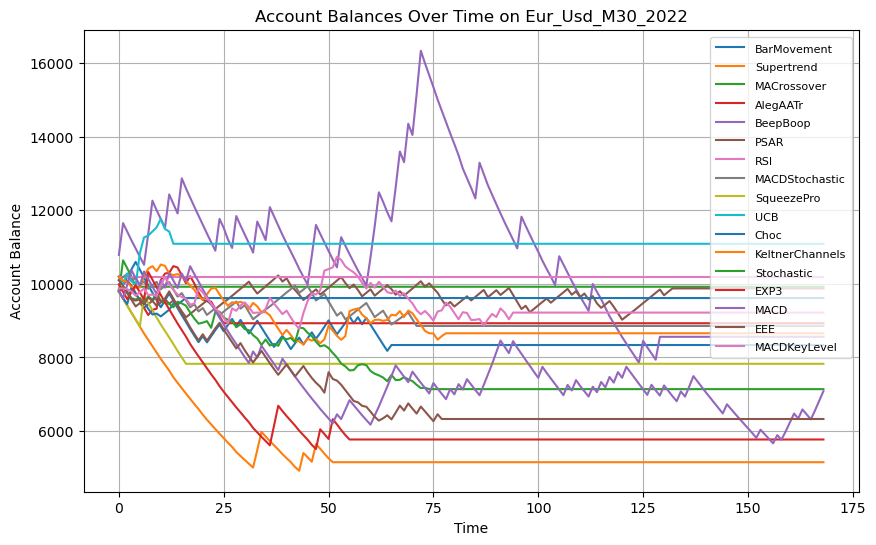 Account Balances Over Time on Eur_Usd_M30_2022
Account Balance
16000
14000
12000
10000
8000
6000
0
25
50
75
100
125
150
175
Time
BarMovement
Supertrend
MACrossover
AlegAATr
BeepBoop
PSAR
RSI
MACDStochastic
SqueezePro
UCB
Choc
KeltnerChannels
Stochastic
EXP3
MACD
EEE
MACDKeyLevel